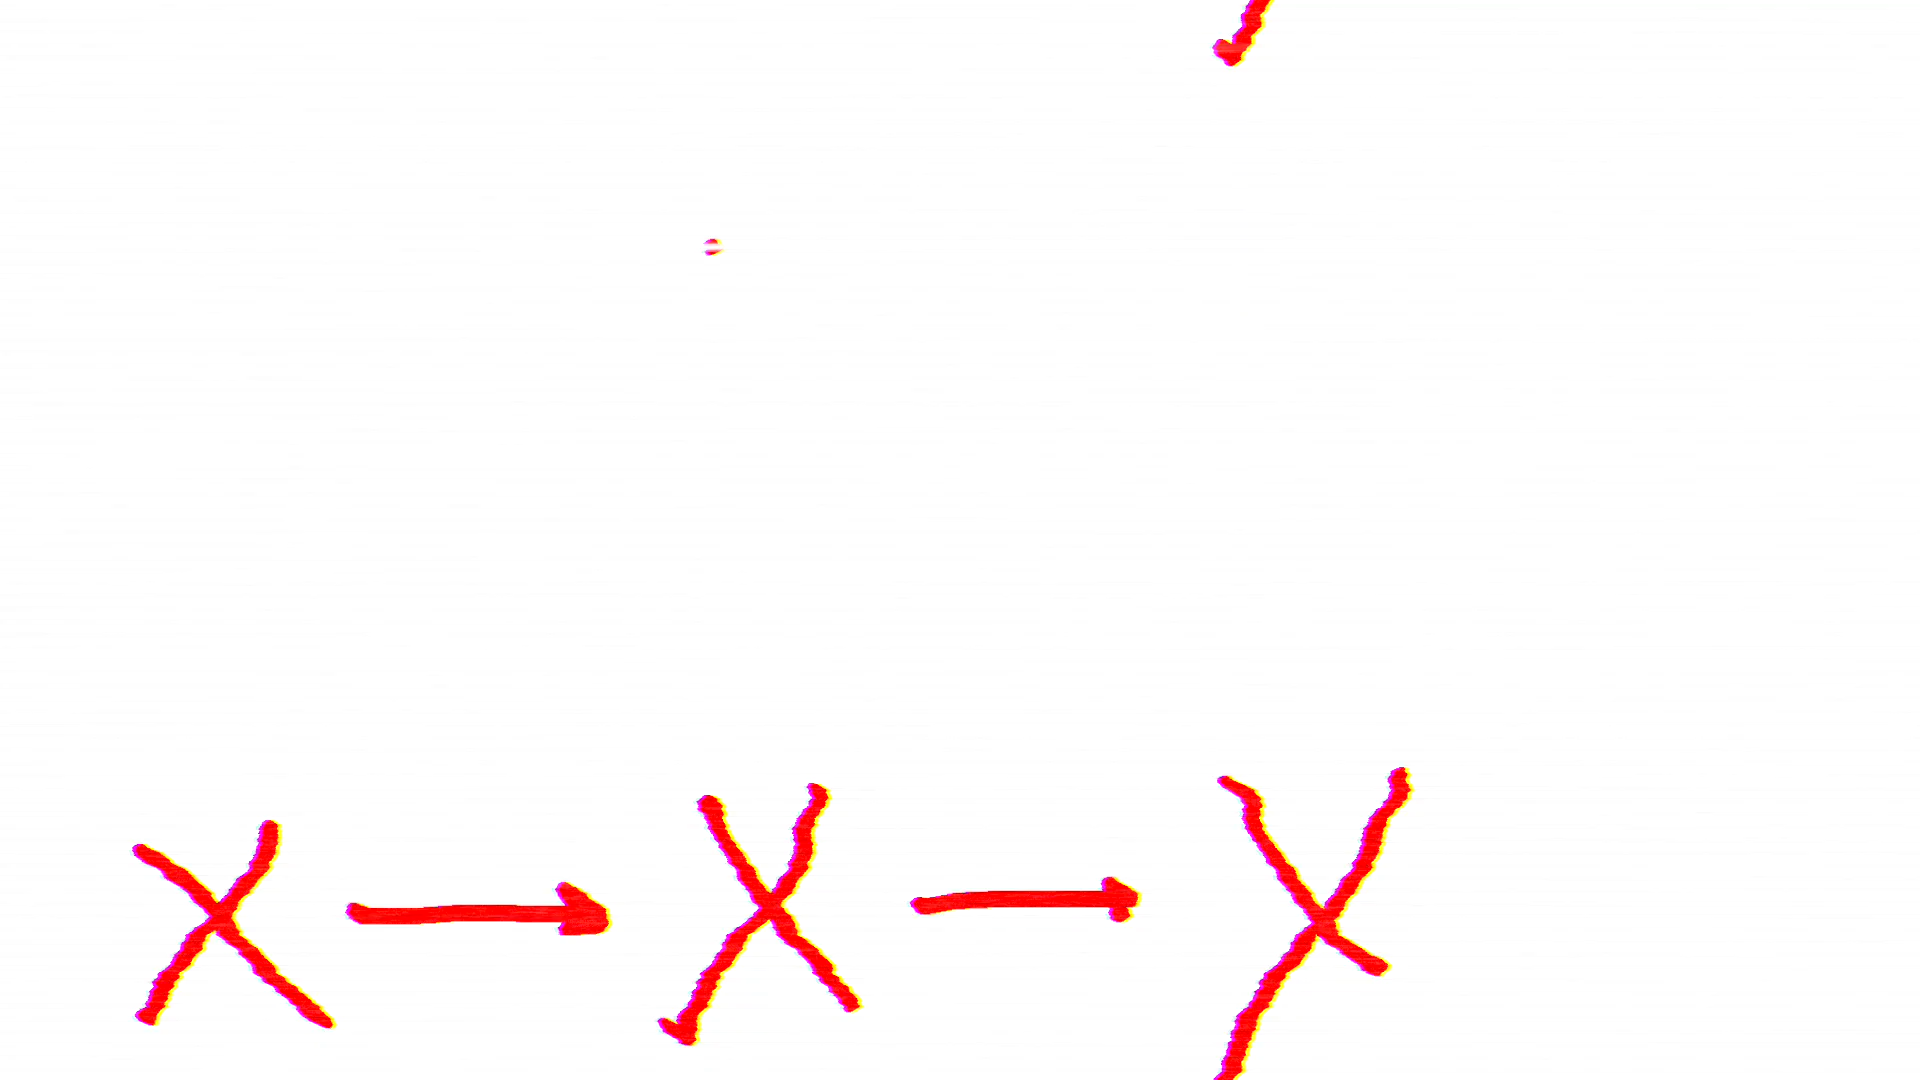 X → X → X